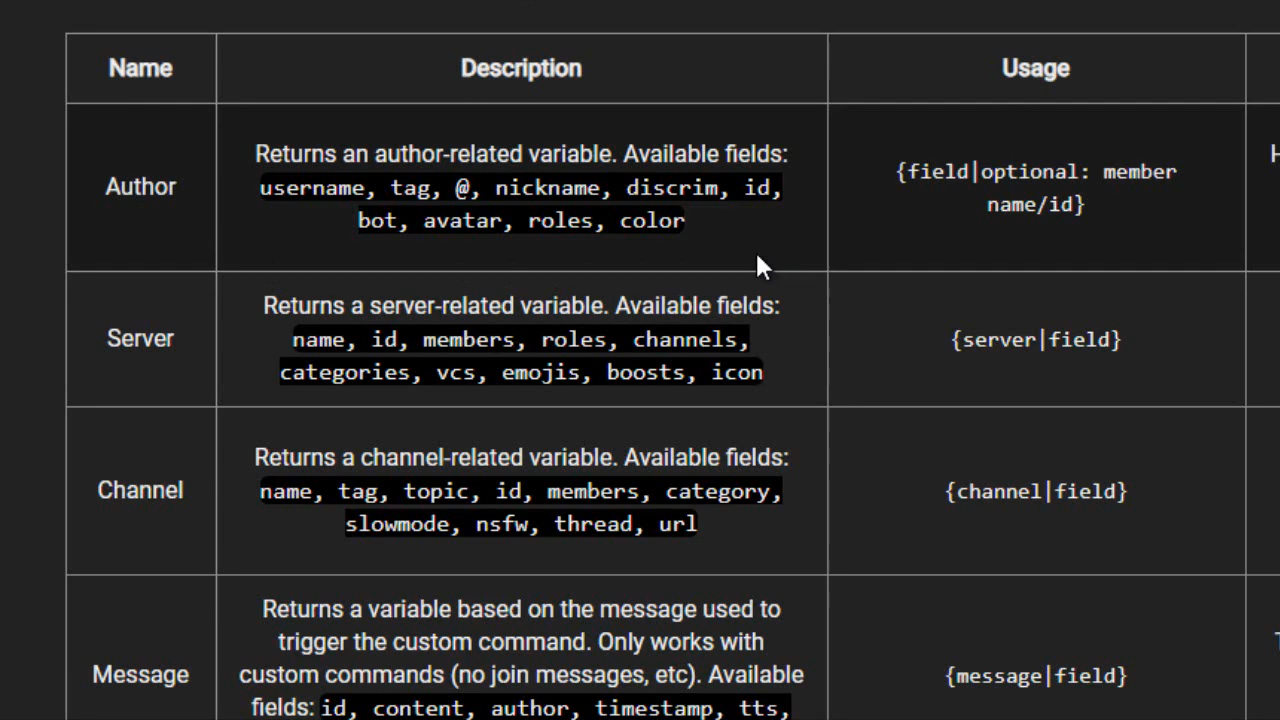 Name Description Usage
Returns an author-related variable. Available fields:
Author
username, tag, @, nickname, discrim, id,
bot, avatar, roles, color
{field|optional: member
name/id}
Returns a server-related variable. Available fields:
Server
name, id, members, roles, channels,
categories, vcs, emojis, boosts, icon
{server|field}
Returns a channel-related variable. Available fields:
Channel
name, tag, topic, id, members, category,
slowmode, nsfw, thread, url
{channel|field}
Returns a variable based on the message used to
trigger the custom command. Only works with
Message
custom commands (no join messages, etc). Available
fields: id, content, author, timestamp, tts,
{message|field}